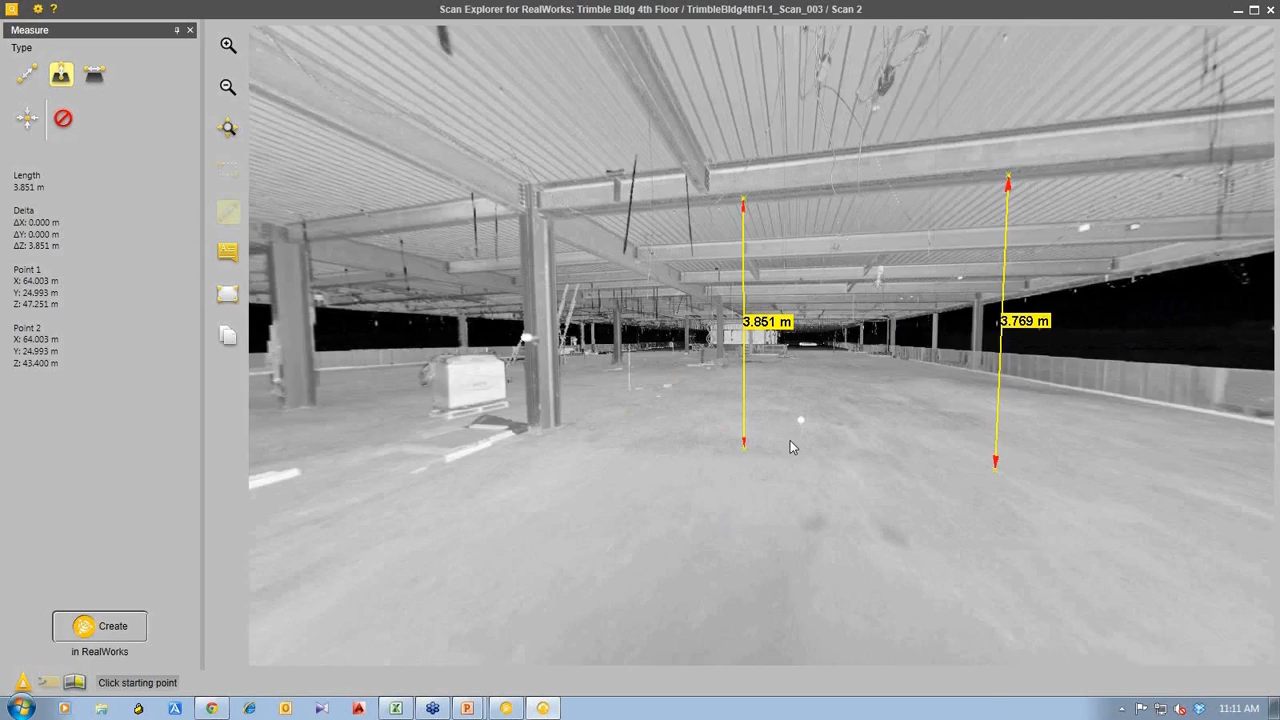 Scan Explorer for RealWorks: Trimble Bldg 4th Floor / TrimbleBldg4thFl.1_Scan_003 / Scan 2
Measure
Type
Length
3.851 m
Delta
ΔX: 0.000 m
ΔY: 0.000 m
ΔZ: 3.851 m
Point 1
X: 64.003 m
Y: 24.993 m
Z: 47.251 m
Point 2
X: 64.003 m
Y: 24.993 m
Z: 43.400 m
3.851 m
3.769 m
Create
in RealWorks
Click starting point
11:11 AM